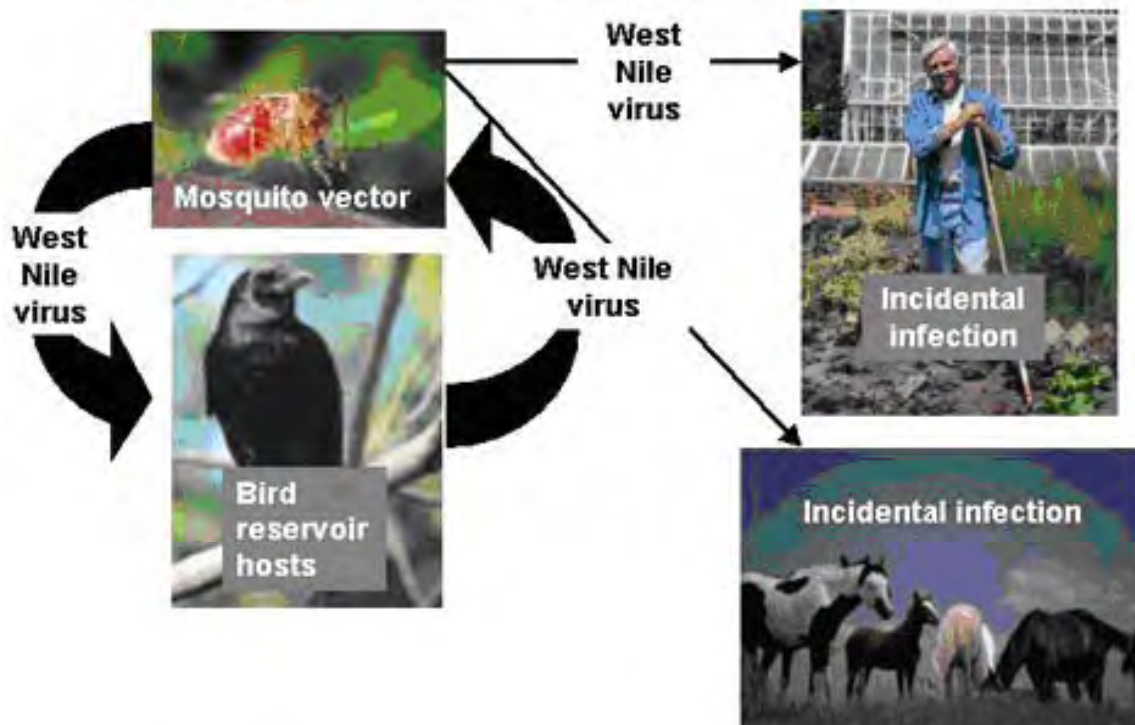 West
Nile
virus
Mosquito vector
West
Nile
virus
West Nile
virus
Bird
reservoir
hosts
Incidental
infection
Incidental infection